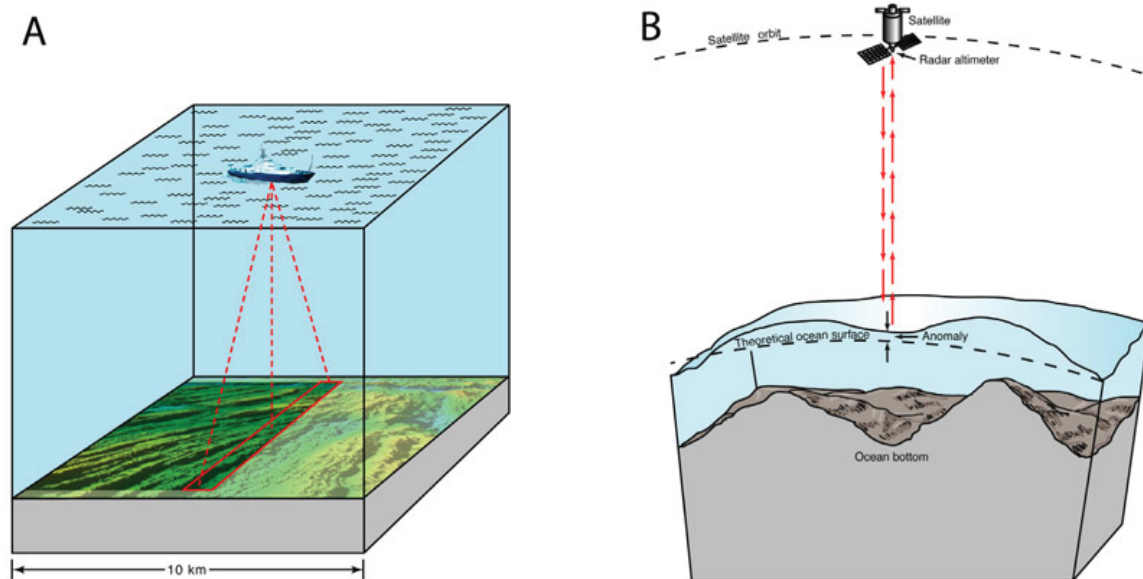 A
10 km
B
Satellite
Satellite orbit
Radar altimeter
Theoretical ocean surface
Anomaly
Ocean bottom